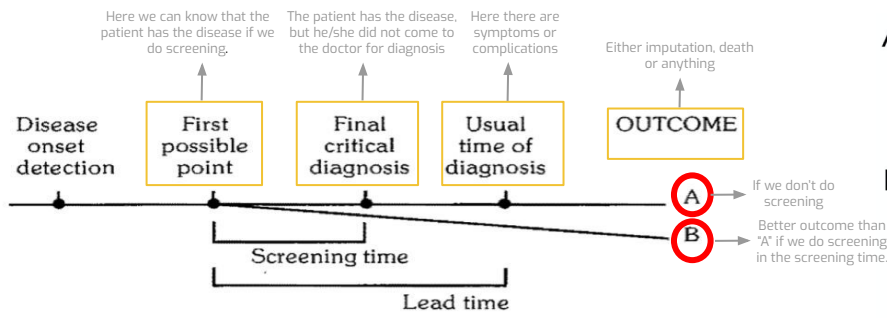 Here we can know that the
patient has the disease if we
do screening.
The patient has the disease,
but he/she did not come to
the doctor for diagnosis
Here there are
symptoms or
complications
Either imputation, death
or anything
Disease
onset
detection
First
possible
point
Final
critical
diagnosis
Usual
time of
diagnosis
OUTCOME
A
If we don't do
screening
B
Better outcome than
"A" if we do screening
in the screening time.
Screening time
Lead time